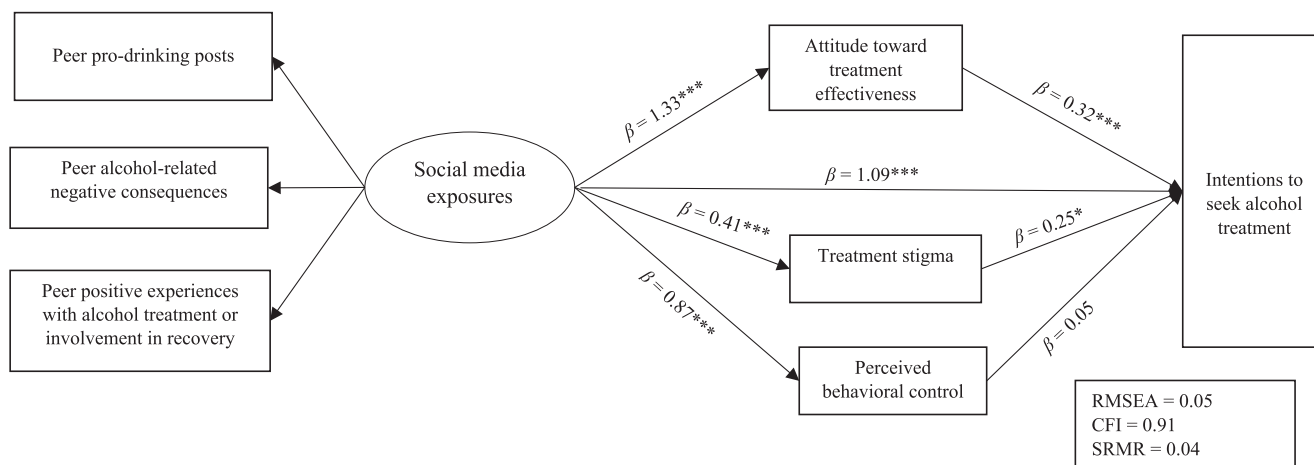 Peer pro-drinking posts
Peer alcohol-related
negative consequences
Peer positive experiences
with alcohol treatment or
involvement in recovery
Social media
exposures
β = 1.33***
β = 1.09***
β = 0.41***
β = 0.87***
Attitude toward
treatment
effectiveness
Treatment stigma
Perceived
behavioral control
β = 0.32***
β = 0.25*
β = 0.05
Intentions to
seek alcohol
treatment
RMSEA = 0.05
CFI = 0.91
SRMR = 0.04